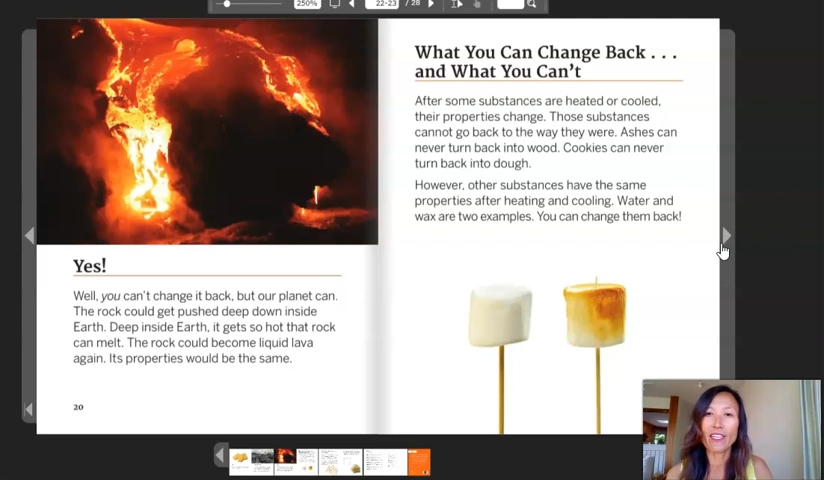 250%
22-23
/ 28
Yes!
Well, you can't change it back, but our planet can.
The rock could get pushed deep down inside
Earth. Deep inside Earth, it gets so hot that rock
can melt. The rock could become liquid lava
again. Its properties would be the same.
20
What You Can Change Back . . .
and What You Can't
After some substances are heated or cooled,
their properties change. Those substances
cannot go back to the way they were. Ashes can
never turn back into wood. Cookies can never
turn back into dough.
However, other substances have the same
properties after heating and cooling. Water and
wax are two examples. You can change them back!